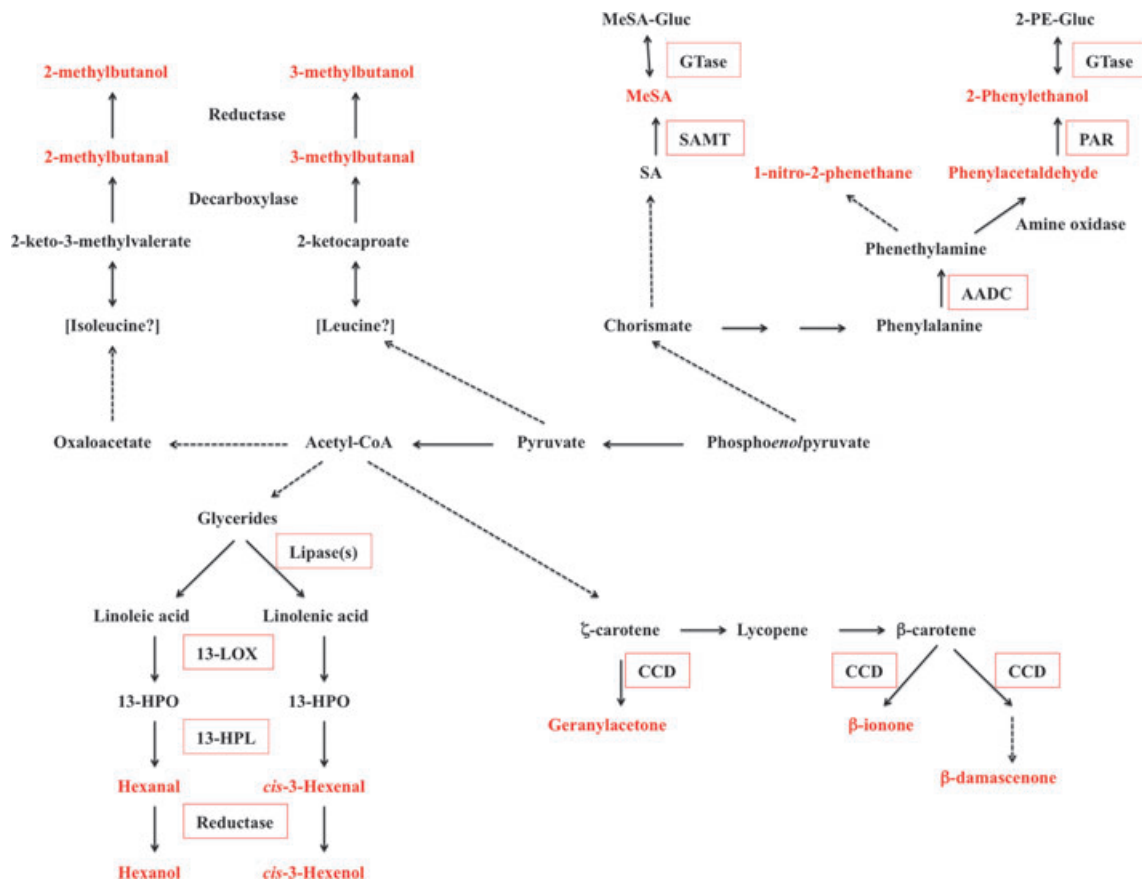 MeSA-Gluc
2-PE-Gluc
GTase
GTase
2-methylbutanol
3-methylbutanol
MeSA
2-Phenylethanol
Reductase
SAMT
PAR
2-methylbutanal
3-methylbutanal
SA
1-nitro-2-phenethane
Phenylacetaldehyde
Decarboxylase
Amine oxidase
2-keto-3-methylvalerate
2-ketocaproate
Phenethylamine
AADC
[Isoleucine?]
[Leucine?]
Chorismate
Phenylalanine
Oxaloacetate
Acetyl-CoA
Pyruvate
Phosphoenolpyruvate
Glycerides
Lipase(s)
Linoleic acid
Linolenic acid
ζ-carotene
Lycopene
β-carotene
13-LOX
CCD
CCD
CCD
13-HPO
13-HPO
Geranylacetone
β-ionone
13-HPL
Hexanal
cis-3-Hexenal
β-damascenone
Reductase
Hexanol
cis-3-Hexenol